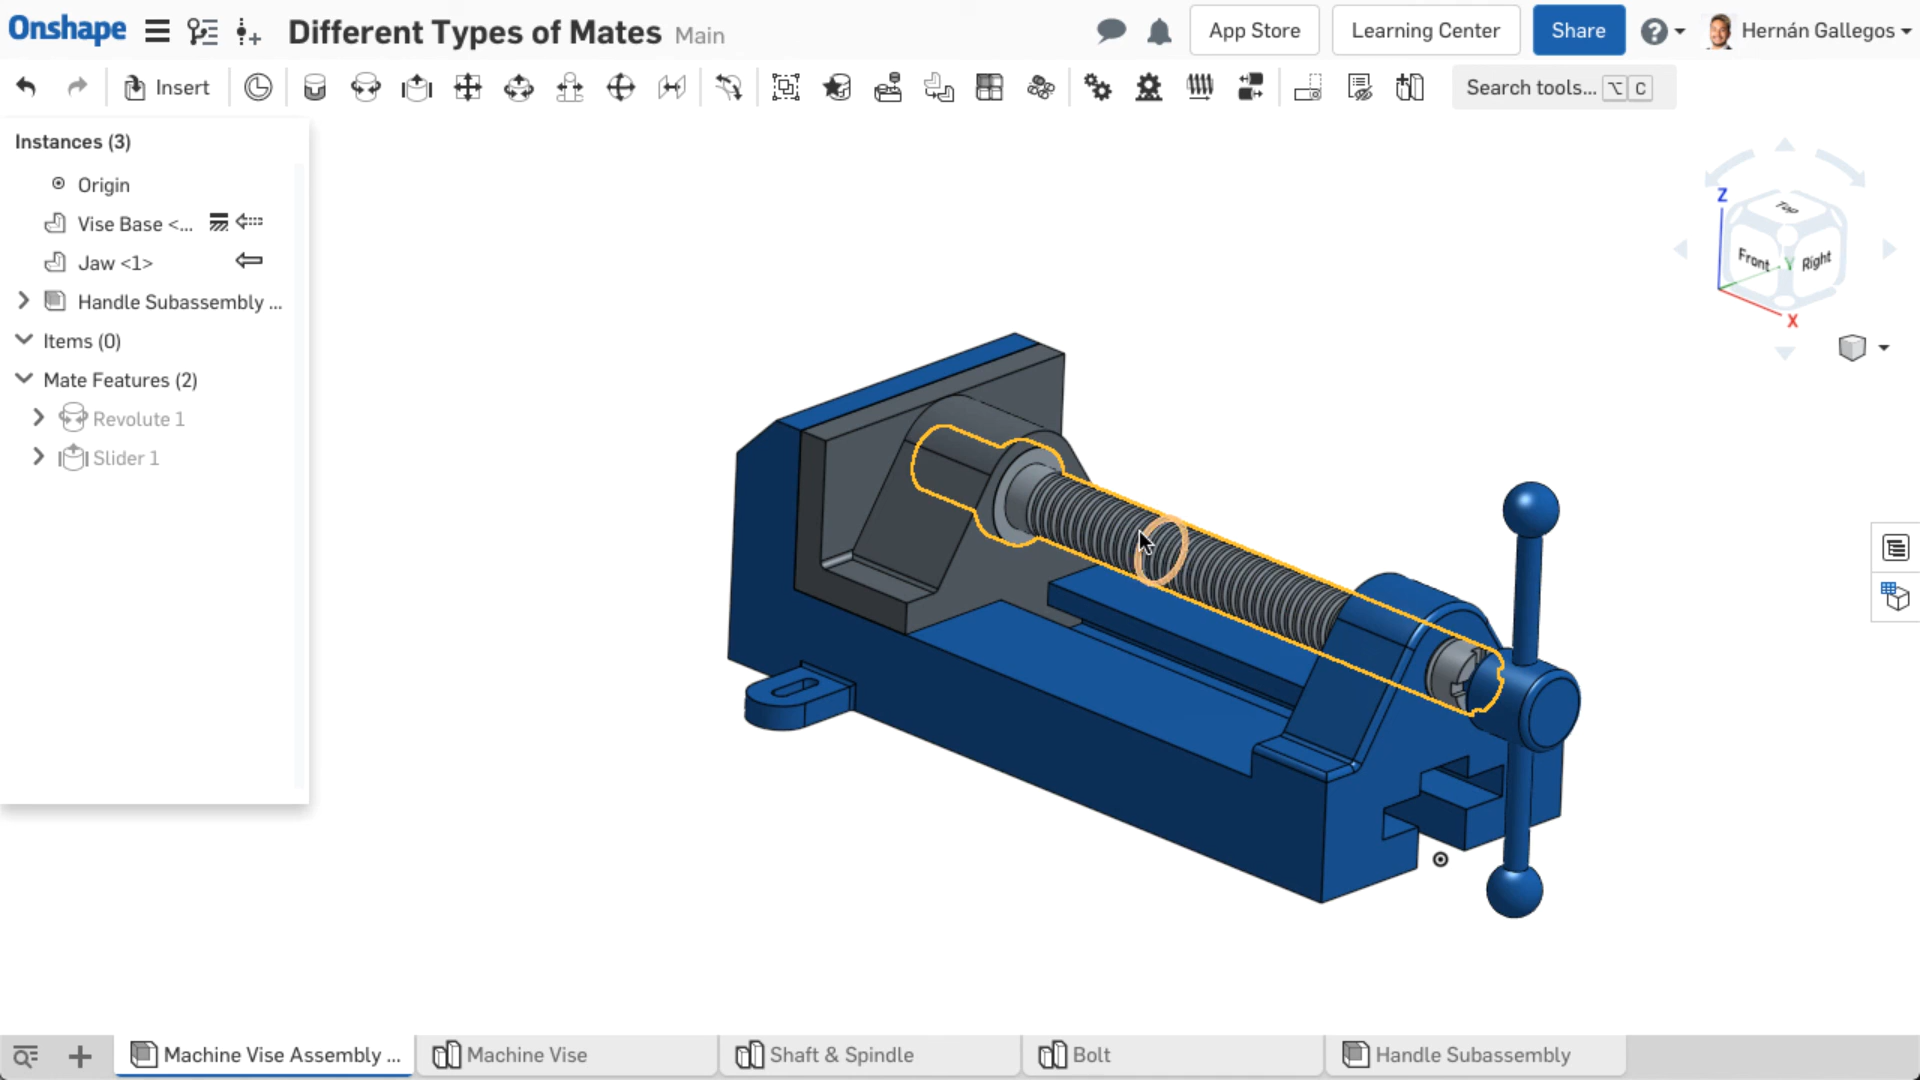 Onshape Different Types of Mates Main App Store Learning Center Share Hernán Gallegos
Insert Search tools... ⌥ C
Instances (3)
Origin
Vise Base <...
Jaw <1>
Handle Subassembly ...
Items (0)
Mate Features (2)
Revolute 1
Slider 1
Z
Top
Front Y Right
X
Machine Vise Assembly ... Machine Vise Shaft & Spindle Bolt Handle Subassembly